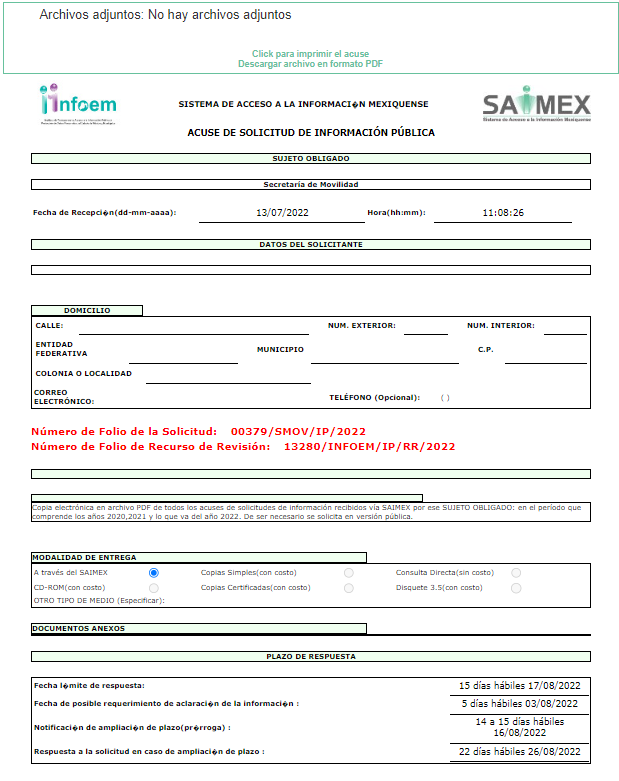 Archivos adjuntos: No hay archivos adjuntos
Click para imprimir el acuse
Descargar archivo en formato PDF
infoem
SISTEMA DE ACCESO A LA INFORMACI�N MEXIQUENSE
SAIMEX
Sistema de Acceso a la Información Mexiquense
ACUSE DE SOLICITUD DE INFORMACIÓN PÚBLICA
SUJETO OBLIGADO
Secretaría de Movilidad
Fecha de Recepci�n(dd-mm-aaaa): 13/07/2022 Hora(hh:mm): 11:08:26
DATOS DEL SOLICITANTE
DOMICILIO
CALLE: NUM. EXTERIOR: NUM. INTERIOR:
ENTIDAD FEDERATIVA MUNICIPIO C.P.
COLONIA O LOCALIDAD
CORREO ELECTRÓNICO: TELÉFONO (Opcional): ( )
Número de Folio de la Solicitud: 00379/SMOV/IP/2022
Número de Folio de Recurso de Revisión: 13280/INFOEM/IP/RR/2022
Copia electrónica en archivo PDF de todos los acuses de solicitudes de información recibidos vía SAIMEX por ese SUJETO OBLIGADO: en el período que
comprende los años 2020,2021 y lo que va del año 2022. De ser necesario se solicita en versión pública.
MODALIDAD DE ENTREGA
A través del SAIMEX Copias Simples(con costo) Consulta Directa(sin costo)
CD-ROM(con costo) Copias Certificadas(con costo) Disquete 3.5(con costo)
OTRO TIPO DE MEDIO (Especificar):
DOCUMENTOS ANEXOS
PLAZO DE RESPUESTA
Fecha l�mite de respuesta: 15 días hábiles 17/08/2022
Fecha de posible requerimiento de aclaraci�n de la informaci�n : 5 días hábiles 03/08/2022
Notificaci�n de ampliaci�n de plazo(pr�rroga) : 14 a 15 días hábiles 16/08/2022
Respuesta a la solicitud en caso de ampliaci�n de plazo : 22 días hábiles 26/08/2022